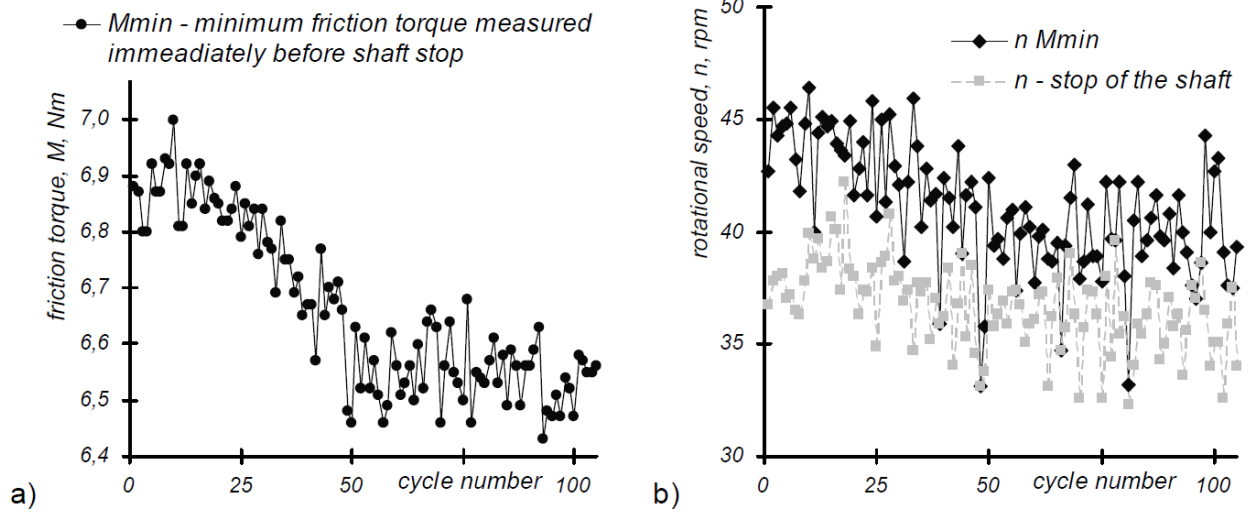 Mmin - minimum friction torque measured
immeadiately before shaft stop
friction torque, M, Nm
7,0
6,9
6,8
6,7
6,6
6,5
6,4
0
25
50
cycle number
100
a)
n Mmin
n - stop of the shaft
rotational speed, n, rpm
50
45
40
35
30
0
25
50
cycle number
100
b)